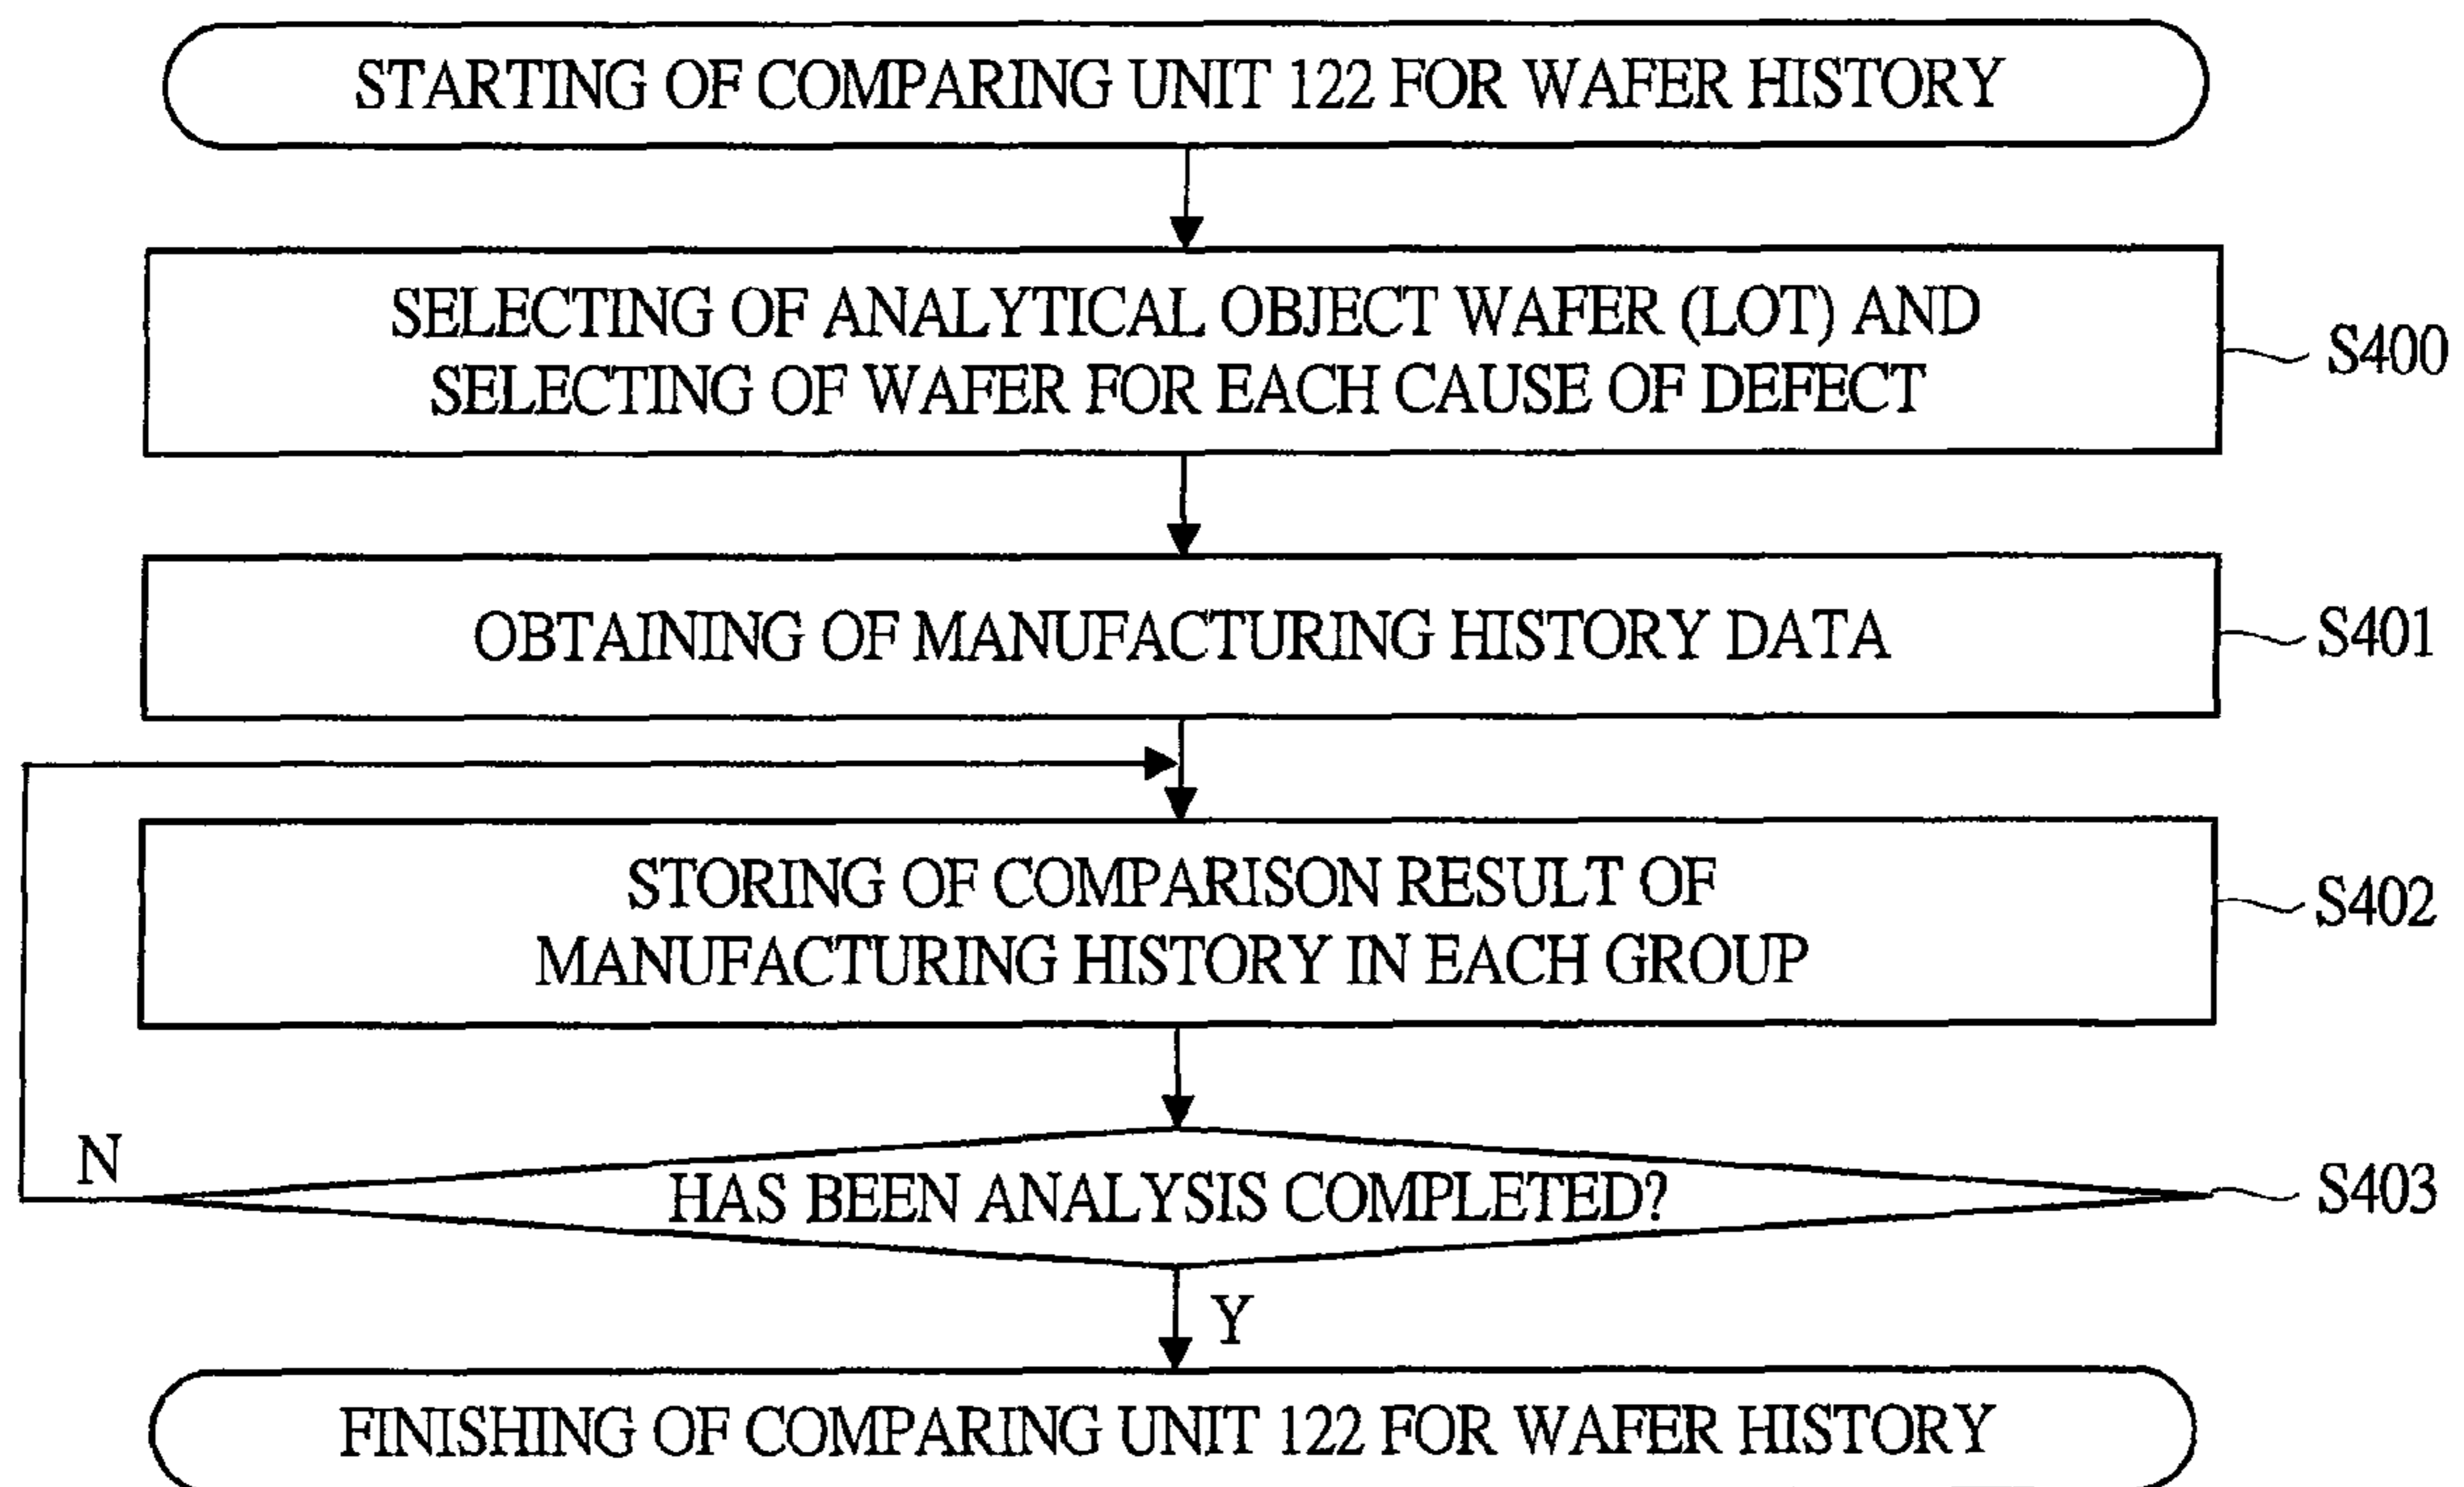 STARTING OF COMPARING UNIT 122 FOR WAFER HISTORY
SELECTING OF ANALYTICAL OBJECT WAFER (LOT) AND
SELECTING OF WAFER FOR EACH CAUSE OF DEFECT
S400
OBTAINING OF MANUFACTURING HISTORY DATA
S401
STORING OF COMPARISON RESULT OF
MANUFACTURING HISTORY IN EACH GROUP
S402
N
HAS BEEN ANALYSIS COMPLETED?
S403
Y
FINISHING OF COMPARING UNIT 122 FOR WAFER HISTORY